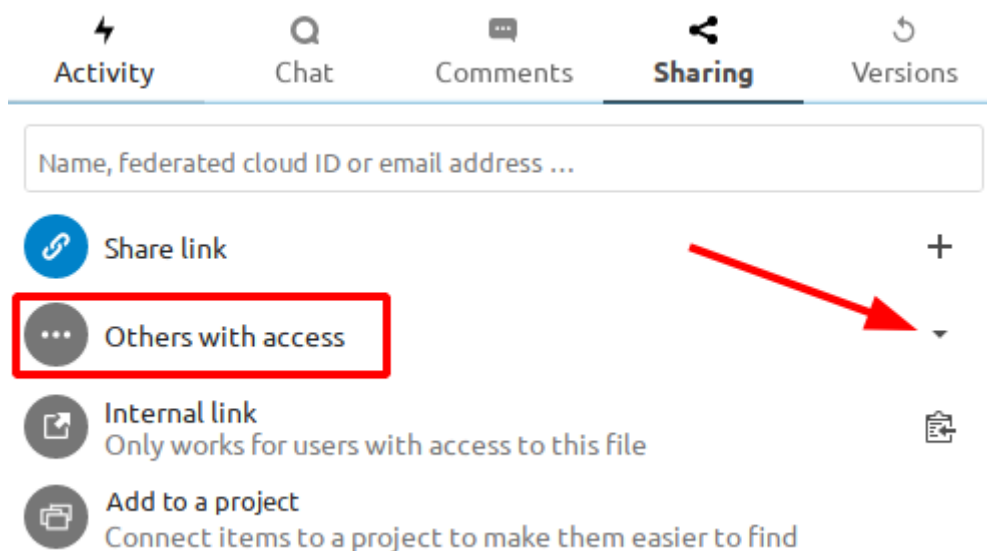 Activity Chat Comments Sharing Versions
Name, federated cloud ID or email address ...
Share link
Others with access
Internal link
Only works for users with access to this file
Add to a project
Connect items to a project to make them easier to find